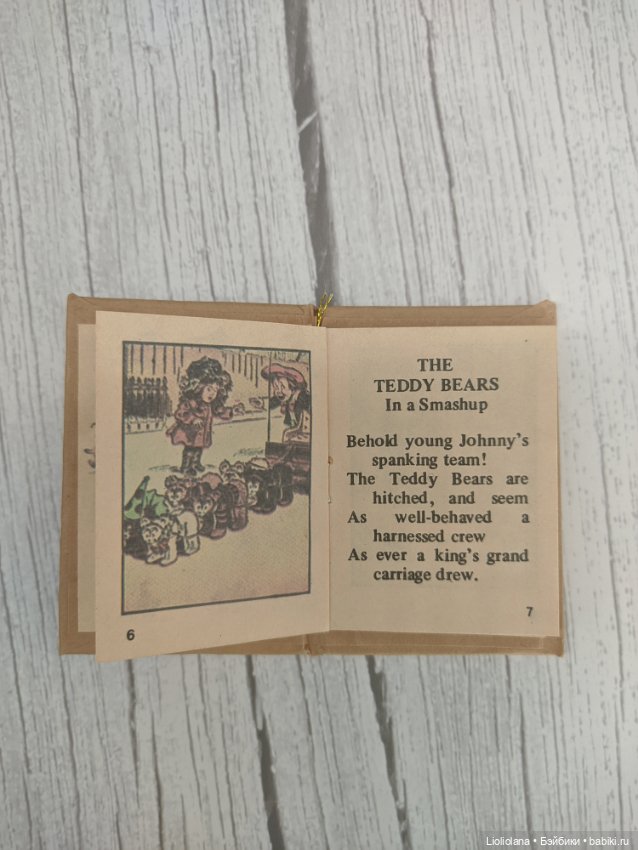 6
THE
TEDDY BEARS
In a Smashup
Behold young Johnny's
spanking team!
The Teddy Bears are
hitched, and seem
As well-behaved a
harnessed crew
As ever a king's grand
carriage drew.
7
Lioliolana • Бэйбики • babiki.ru